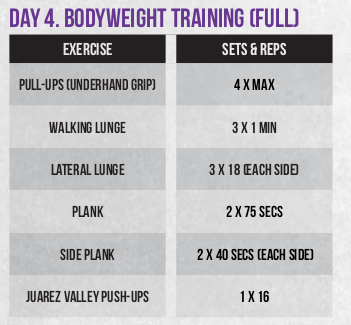 DAY 4. BODYWEIGHT TRAINING (FULL)
EXERCISE SETS & REPS
PULL-UPS (UNDERHAND GRIP) 4 X MAX
WALKING LUNGE 3 X 1 MIN
LATERAL LUNGE 3 X 18 (EACH SIDE)
PLANK 2 X 75 SECS
SIDE PLANK 2 X 40 SECS (EACH SIDE)
JUAREZ VALLEY PUSH-UPS 1 X 16